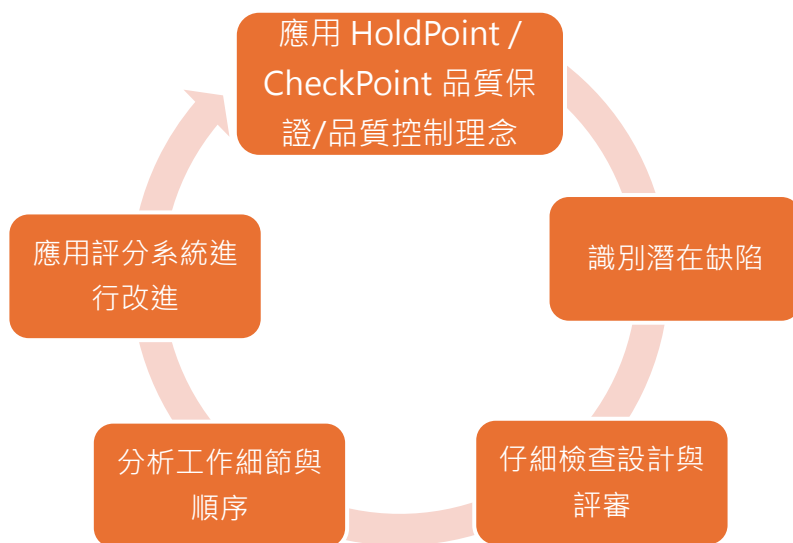 應用 HoldPoint /
CheckPoint 品質保
證/品質控制理念
識別潛在缺陷
仔細檢查設計與
評審
分析工作細節與
順序
應用評分系統進
行改進